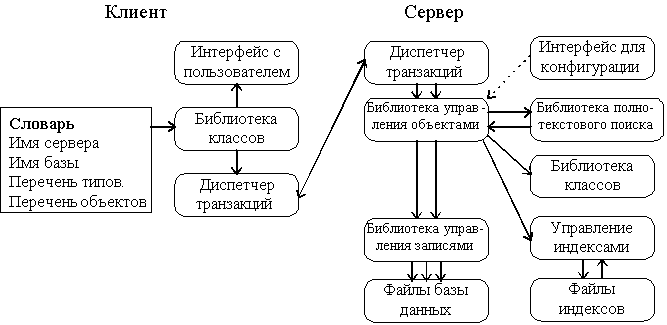 Клиент
Сервер
Интерфейс с
пользователем
Диспетчер
транзакций
Интерфейс для
конфигурации
Словарь
Имя сервера
Имя базы
Перечень типов.
Перечень объектов
Библиотека
классов
Библиотека управ-
ления объектами
Библиотека полно-
текстового поиска
Диспетчер
транзакций
Библиотека
классов
Библиотека управ-
ления записями
Управление
индексами
Файлы базы
данных
Файлы
индексов